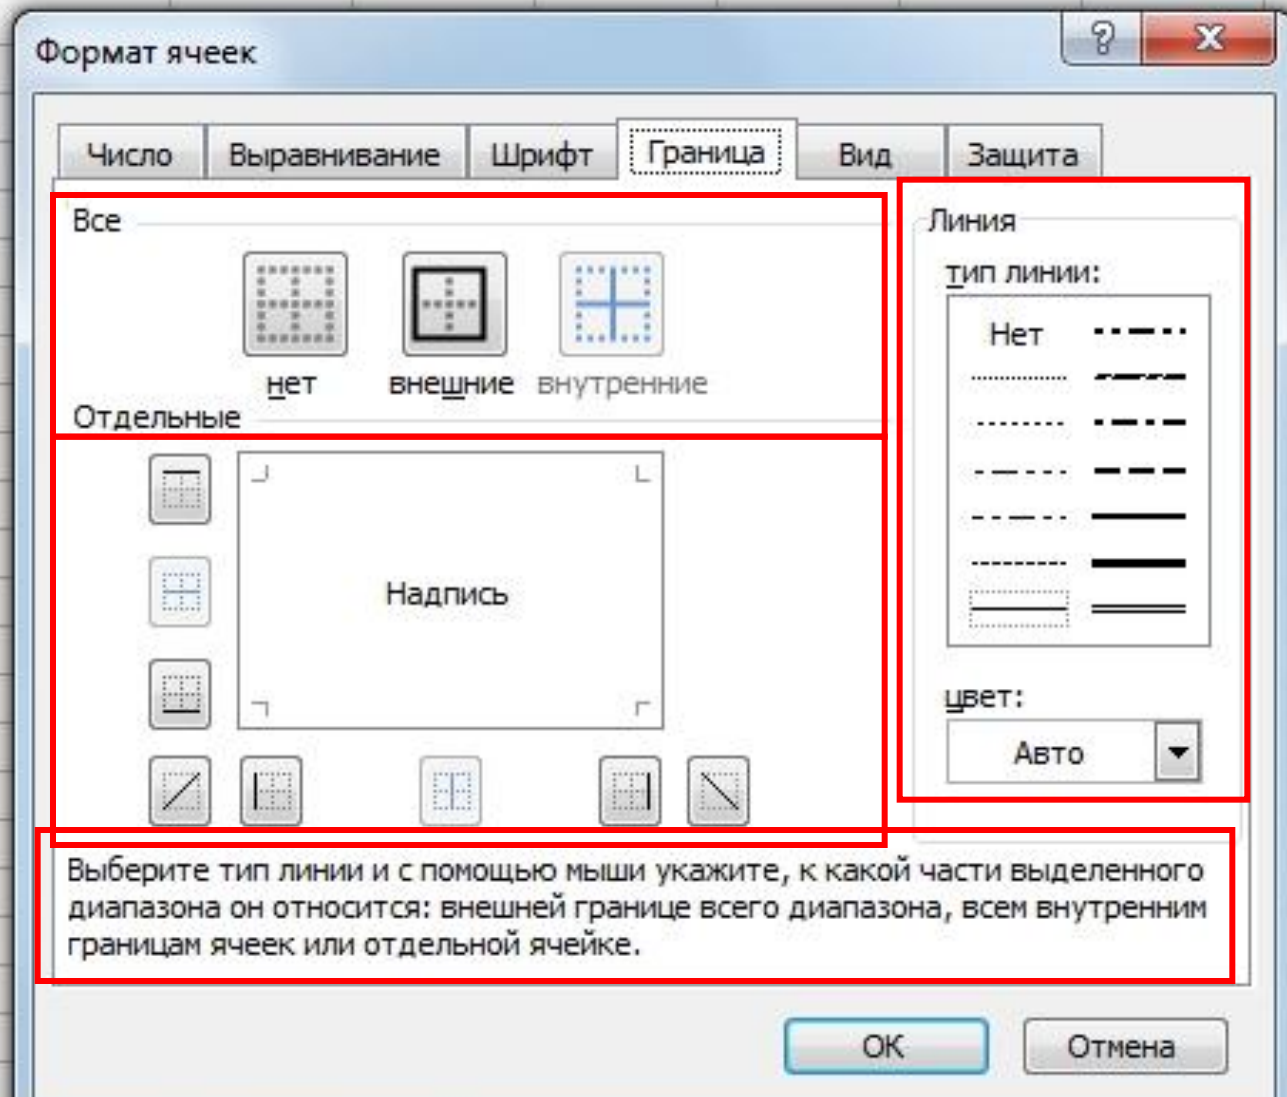 Формат ячеек
Число Выравнивание Шрифт Граница Вид Защита
Все
нет внешние внутренние
Отдельные
Надпись
Линия
тип линии:
Нет
цвет:
Авто
Выберите тип линии и с помощью мыши укажите, к какой части выделенного
диапазона он относится: внешней границе всего диапазона, всем внутренним
границам ячеек или отдельной ячейке.
ОК Отмена